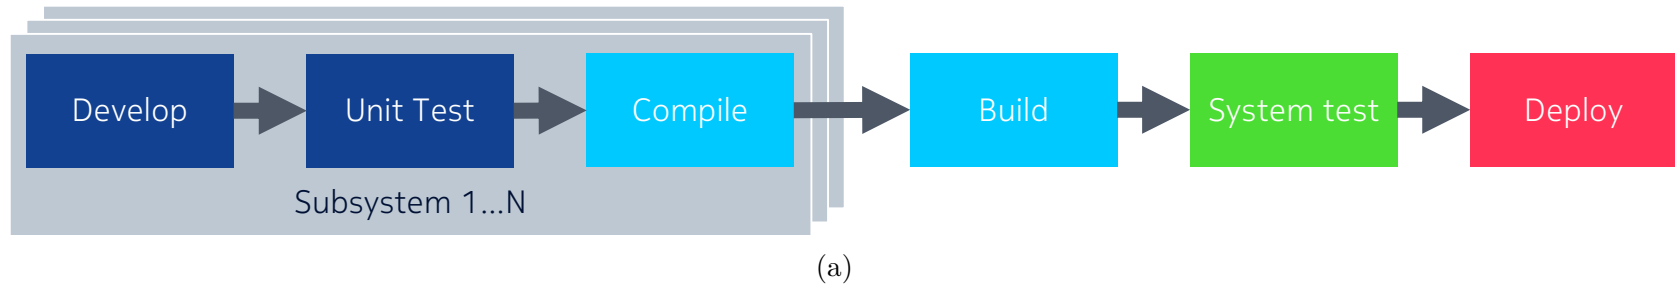 Develop
Unit Test
Compile
Build
System test
Deploy
Subsystem 1...N
(a)